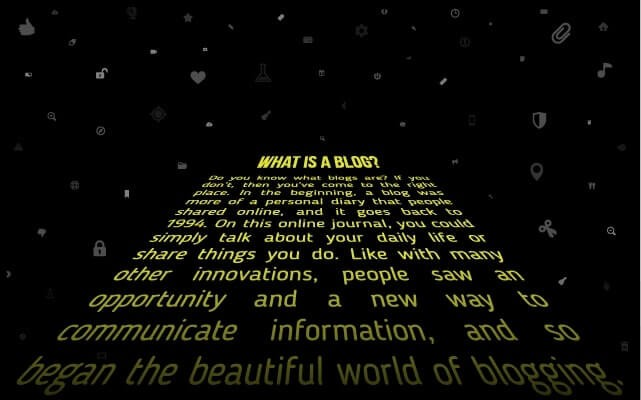 WHAT IS A BLOG?
Do you know what blogs are? If you
don't, then you've come to the right
place. In the beginning, a blog was
more of a personal diary that people
shared online, and it goes back to
1994. On this online journal, you could
simply talk about your daily life or
share things you do. Like with many
other innovations, people saw an
opportunity and a new way to
communicate information, and so
began the beautiful world of blogging.